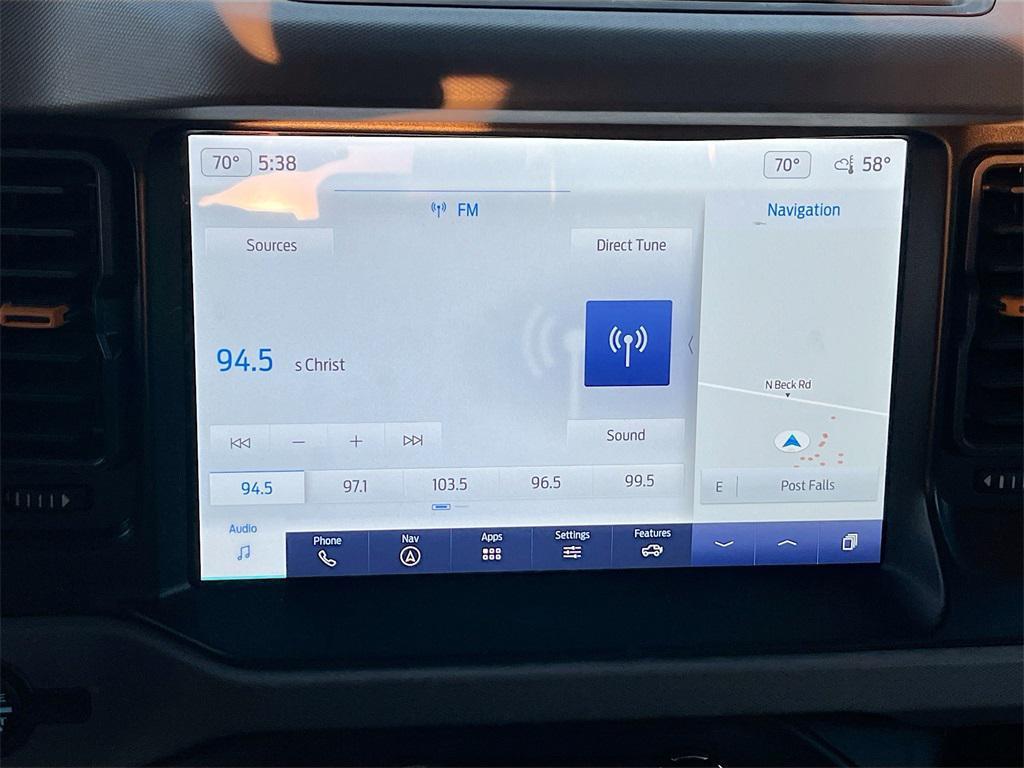 70° 5:38 70° 58°
FM
Navigation
Sources Direct Tune
94.5 s Christ
N Beck Rd
Sound
94.5 97.1 103.5 96.5 99.5
E Post Falls
Audio Phone Nav Apps Settings Features